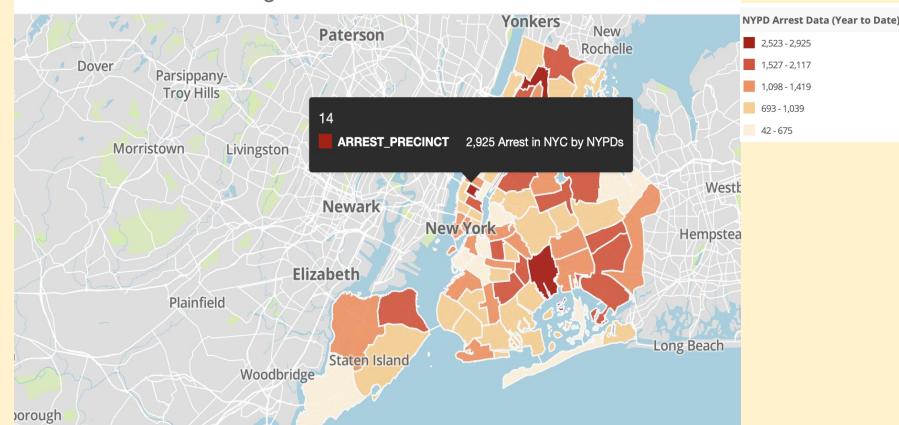 Yonkers
Paterson
New
Rochelle
Dover
Parsippany-
Troy Hills
14
ARREST_PRECINCT 2,925 Arrest in NYC by NYPDs
Morristown
Livingston
Westb
Newark
New York
Hempstea
Elizabeth
Plainfield
Long Beach
Staten Island
Woodbridge
orough
NYPD Arrest Data (Year to Date)
2,523 - 2,925
1,527 - 2,117
1,098 - 1,419
693 - 1,039
42 - 675